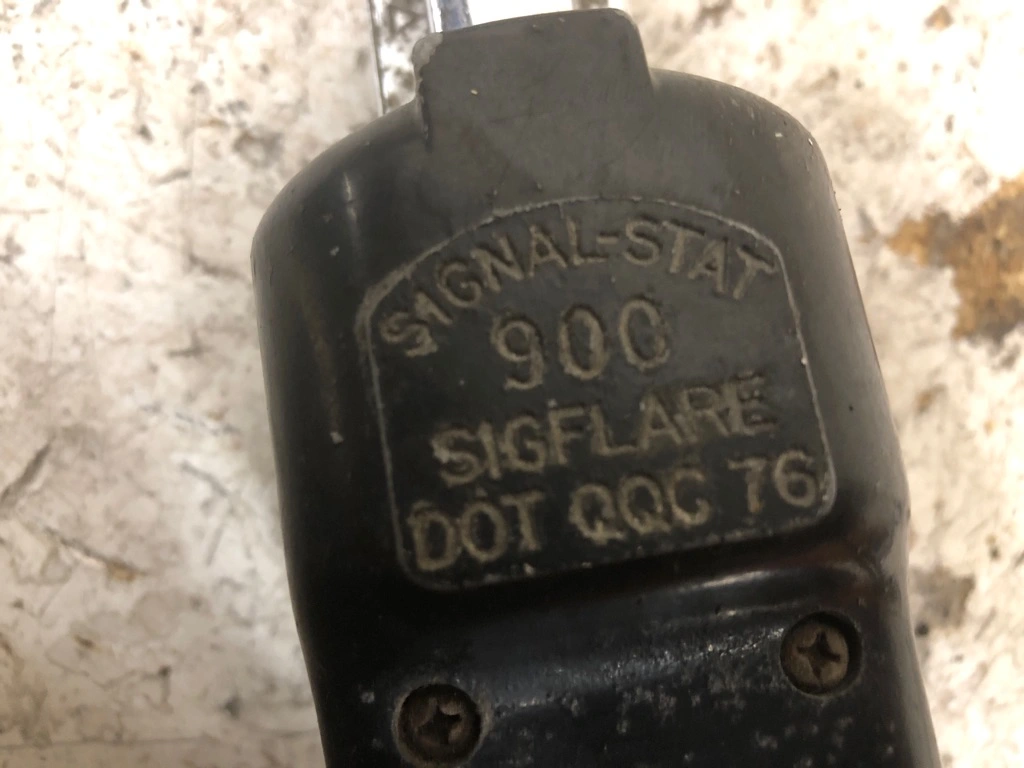 SIGNAL-STAT
900
SIGFLARE
DOT QQC 76